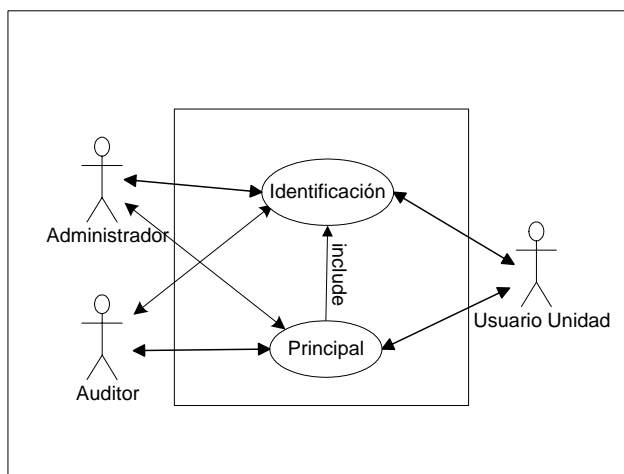 Identificación
Administrador
include
Usuario Unidad
Principal
Auditor